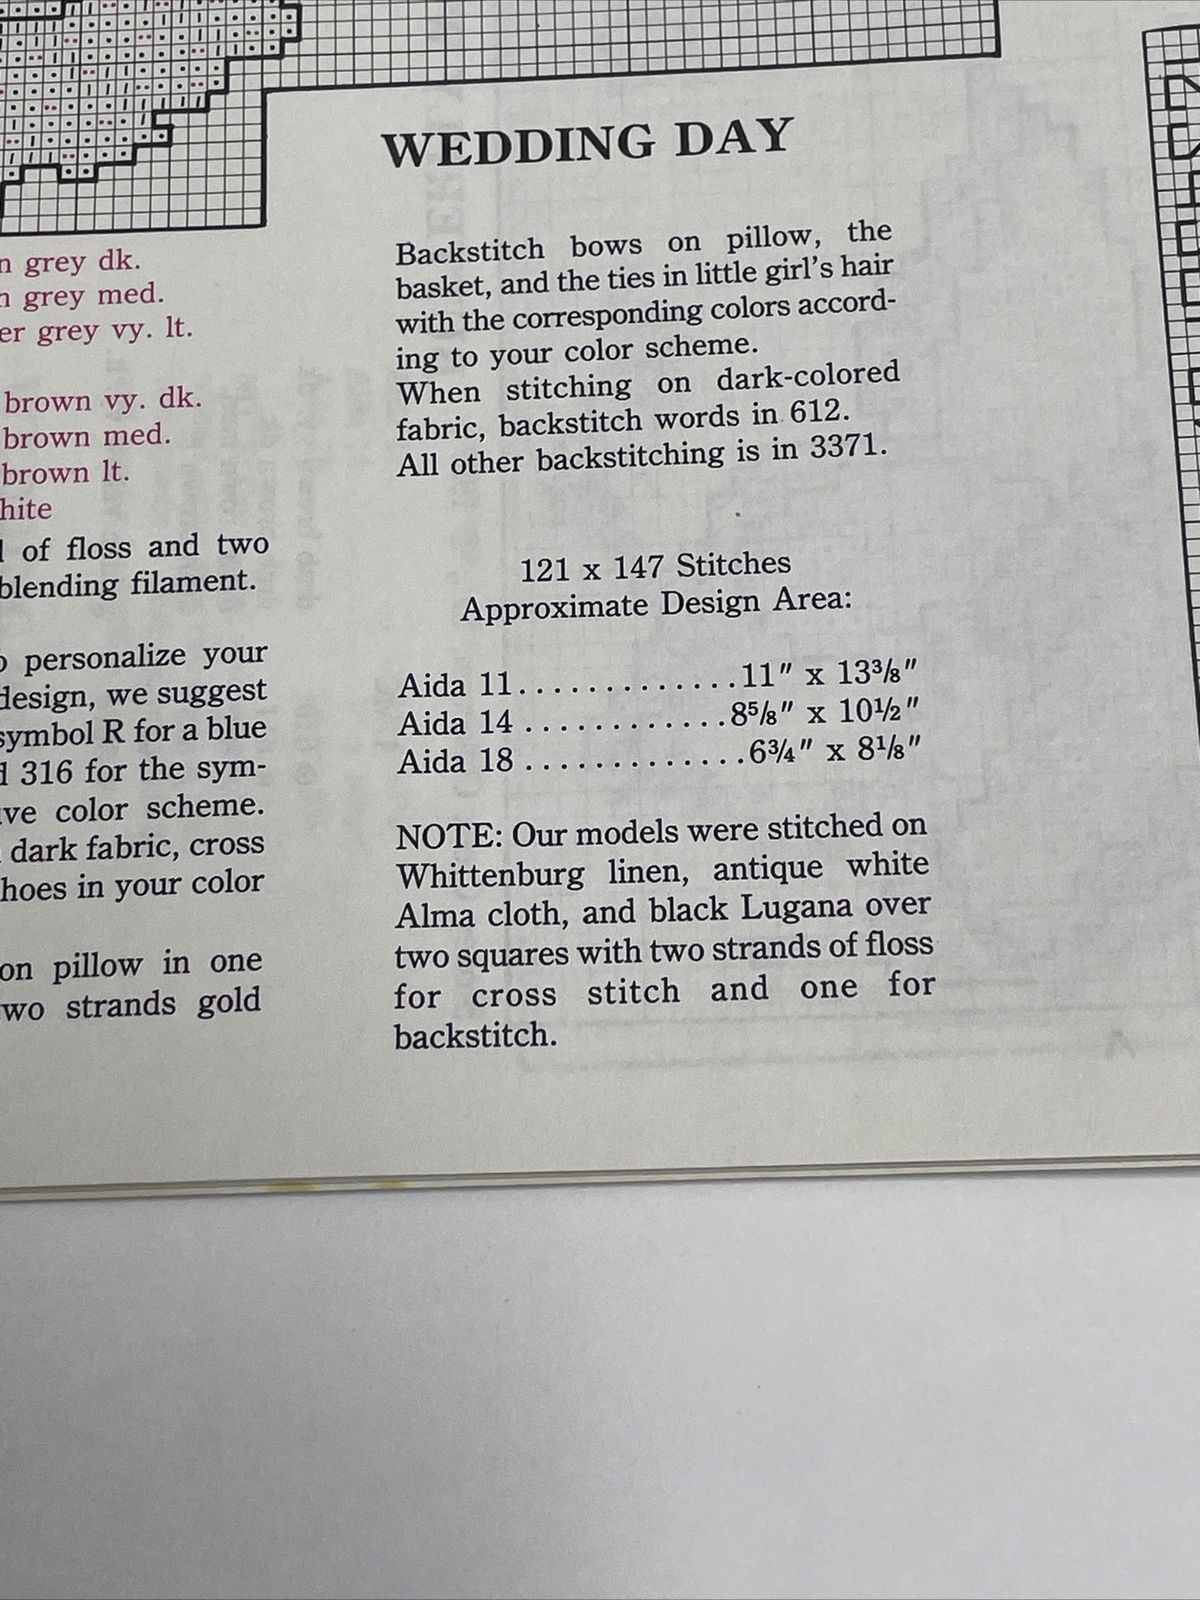 grey dk.
grey med.
grey vy. lt.
brown vy. dk.
brown med.
brown lt.
of floss and two
blending filament.
personalize your
design, we suggest
symbol R for a blue
316 for the sym-
color scheme.
dark fabric, cross
in your color
on pillow in one
strands gold
WEDDING DAY
Backstitch bows on pillow, the
basket, and the ties in little girl's hair
with the corresponding colors accord-
ing to your color scheme.
When stitching on dark-colored
fabric, backstitch words in 612.
All other backstitching is in 3371.
121 x 147 Stitches
Approximate Design Area:
Aida 11.............11" x 13⅜"
Aida 14............8⅝" x 10½"
Aida 18.............6¾" x 8⅛"
NOTE: Our models were stitched on
Whittenburg linen, antique white
Alma cloth, and black Lugana over
two squares with two strands of floss
for cross stitch and one for
backstitch.